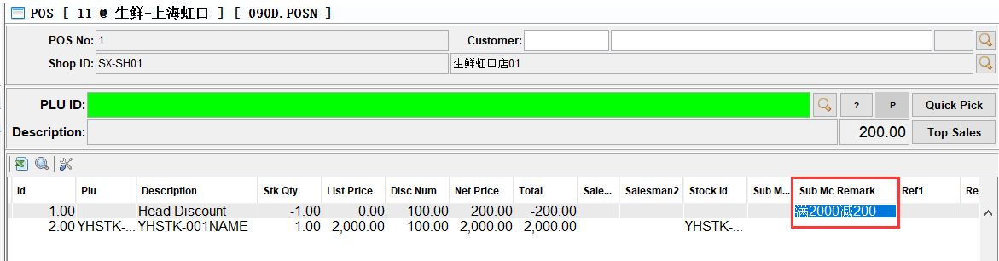 POS [ 11 @ 生鲜-上海虹口 ] [ 090D.POSN ]
POS No: 1 Customer:
Shop ID: SX-SH01 生鲜虹口店01
PLU ID: ? P Quick Pick
Description: 200.00 Top Sales
Id Plu Description Stk Qty List Price Disc Num Net Price Total Sale... Salesman2 Stock Id Sub M... Sub Mc Remark Ref1 Re
1.00 Head Discount -1.00 0.00 100.00 200.00 -200.00 满2000减200
2.00 YHSTK-... YHSTK-001NAME 1.00 2,000.00 100.00 2,000.00 2,000.00 YHSTK-...